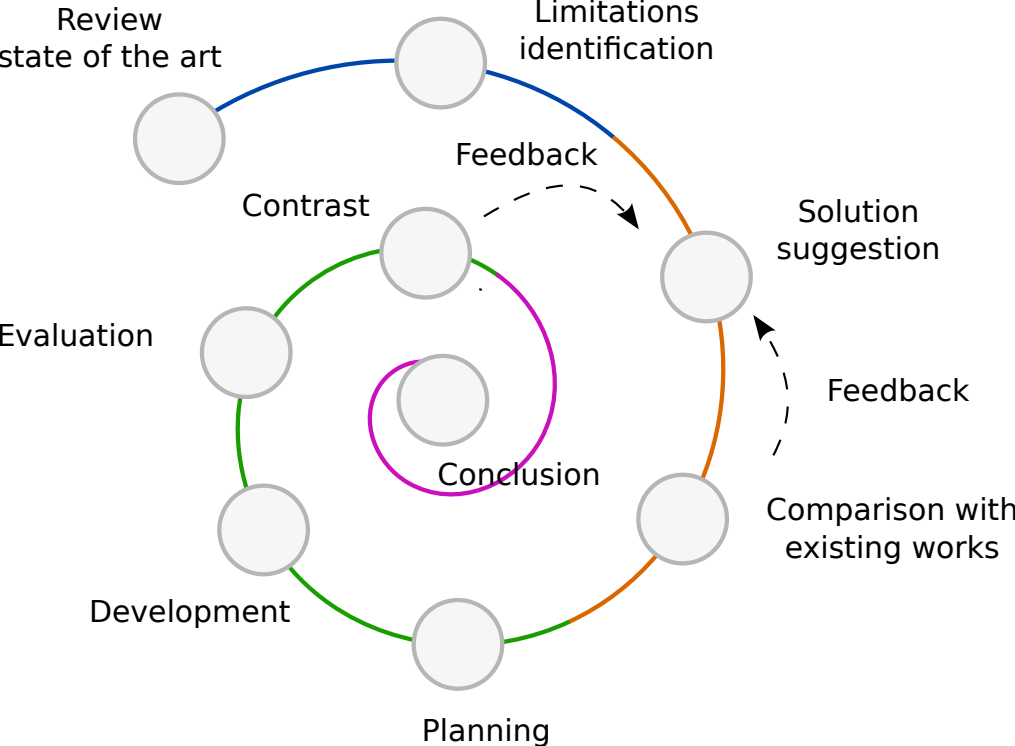 Review
state of the art
Limitations
identification
Feedback
Contrast
Solution
suggestion
Evaluation
Feedback
Conclusion
Comparison with
existing works
Development
Planning